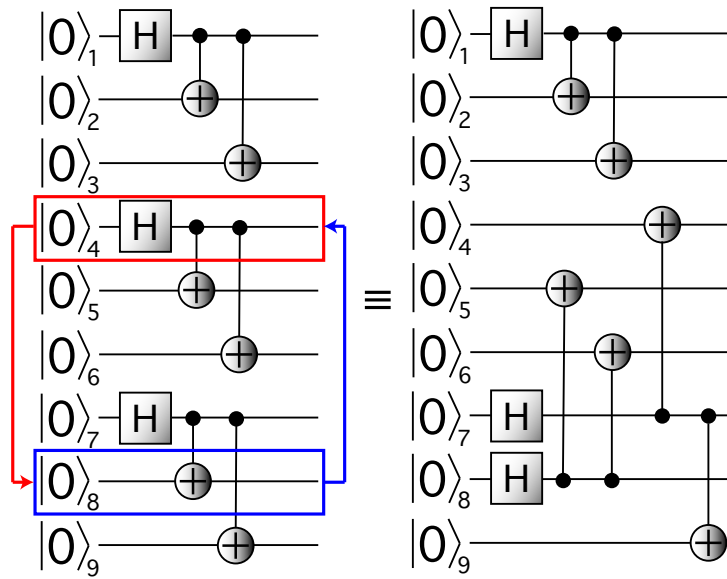 |0⟩1 H |0⟩1 H
|0⟩2 |0⟩2
|0⟩3 |0⟩3
|0⟩4 H |0⟩4
|0⟩5 ≡ |0⟩5
|0⟩6 |0⟩6
|0⟩7 H |0⟩7 H
|0⟩8 |0⟩8 H
|0⟩9 |0⟩9